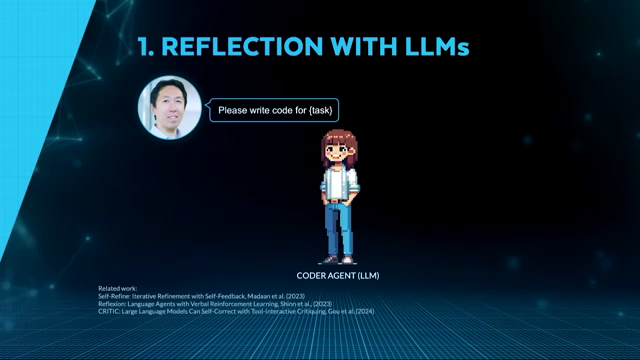 1. REFLECTION WITH LLMs
Please write code for {task}
CODER AGENT (LLM)
Related work:
Self-Refine: Iterative Refinement with Self-Feedback, Madaan et al. (2023)
Reflexion: Language Agents with Verbal Reinforcement Learning, Shinn et al., (2023)
CRITIC: Large Language Models Can Self-Correct with Tool-Interactive Critiquing, Gou et al. (2024)